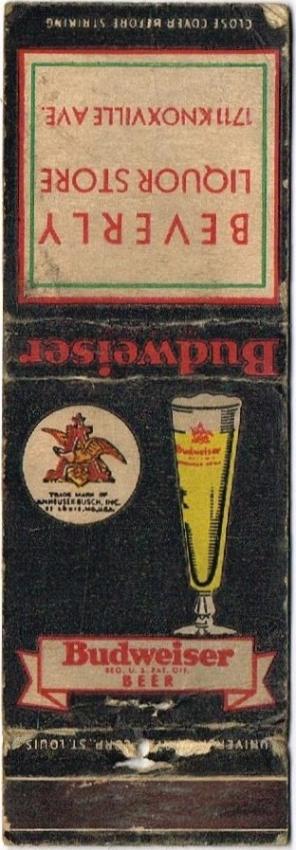 CLOSE COVER BEFORE STRIKING
BEVERLY
LIQUOR STORE
1711 KNOXVILLE AVE.
Budweiser
Budweiser
TRADE MARK OF
ANHEUSER-BUSCH, INC.
ST. LOUIS, MO., U.S.A.
Budweiser
REG. U. S. PAT. OFF.
BEER
CORP. ST. LOUIS